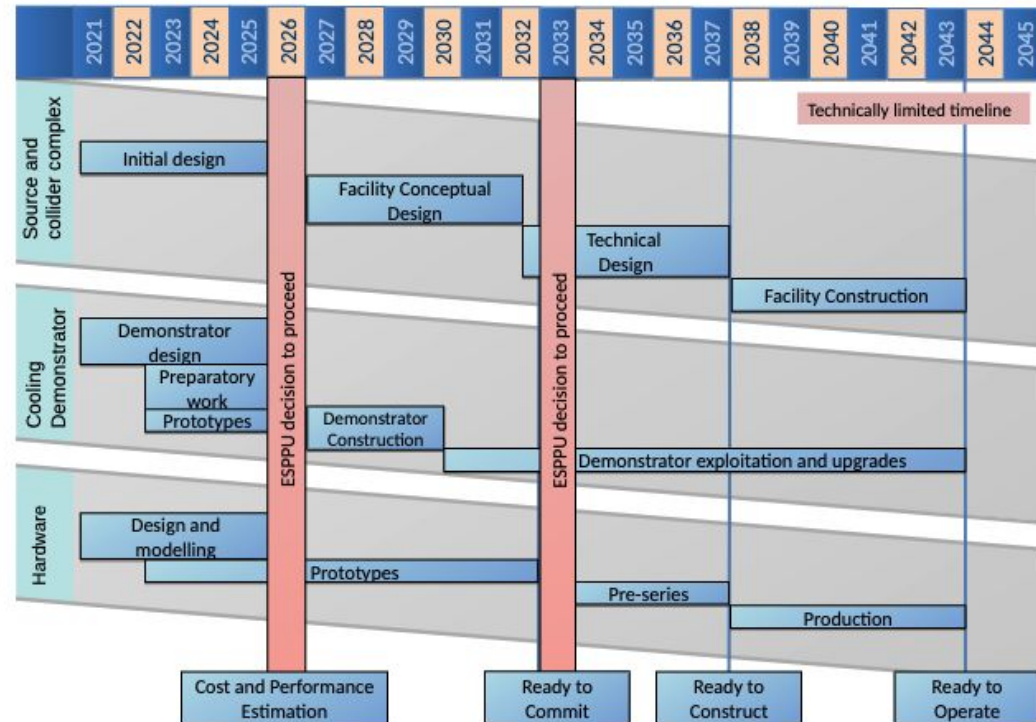 2021 2022 2023 2024 2025 2026 2027 2028 2029 2030 2031 2032 2033 2034 2035 2036 2037 2038 2039 2040 2041 2042 2043 2044 2045
Technically limited timeline
Source and
collider complex
Initial design
Facility Conceptual
Design
Technical
Design
Facility Construction
ESPPU decision to proceed
ESPPU decision to proceed
Cooling
Demonstrator
Demonstrator
design
Preparatory
work
Prototypes
Demonstrator
Construction
Demonstrator exploitation and upgrades
Hardware
Design and
modelling
Prototypes
Pre-series
Production
Cost and Performance
Estimation
Ready to
Commit
Ready to
Construct
Ready to
Operate